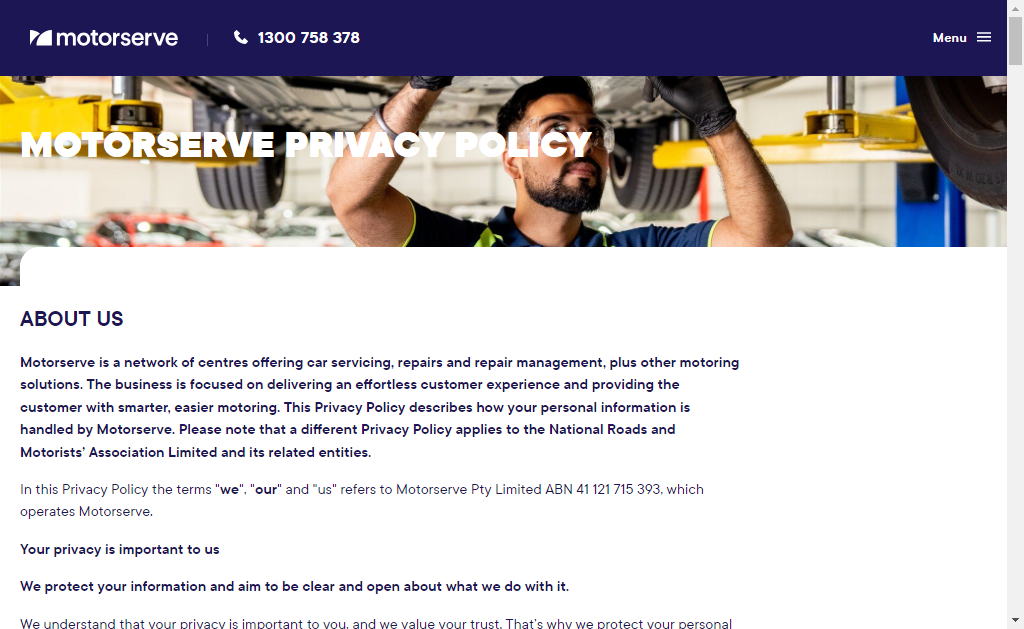 motorserve
1300 758 378
Menu
MOTORSERVE PRIVACY POLICY
ABOUT US
Motorserve is a network of centres offering car servicing, repairs and repair management, plus other motoring
solutions. The business is focused on delivering an effortless customer experience and providing the
customer with smarter, easier motoring. This Privacy Policy describes how your personal information is
handled by Motorserve. Please note that a different Privacy Policy applies to the National Roads and
Motorists' Association Limited and its related entities.
In this Privacy Policy the terms "we", "our" and "us" refers to Motorserve Pty Limited ABN 41 121 715 393, which
operates Motorserve.
Your privacy is important to us
We protect your information and aim to be clear and open about what we do with it.
We understand that your privacy is important to you, and we value your trust. That's why we protect your personal